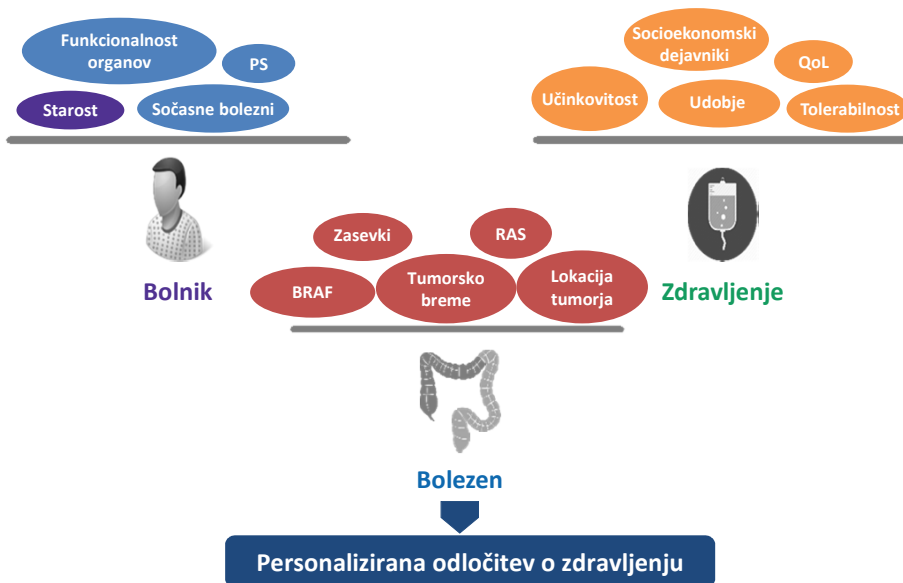 Funkcionalnost
organov
PS
Starost
Sočasne bolezni
Socioekonomski
dejavniki
QoL
Učinkovitost
Udobje
Tolerabilnost
Bolnik
Zasevki
RAS
BRAF
Tumorsko
breme
Lokacija
tumorja
Zdravljenje
Bolezen
Personalizirana odločitev o zdravljenju